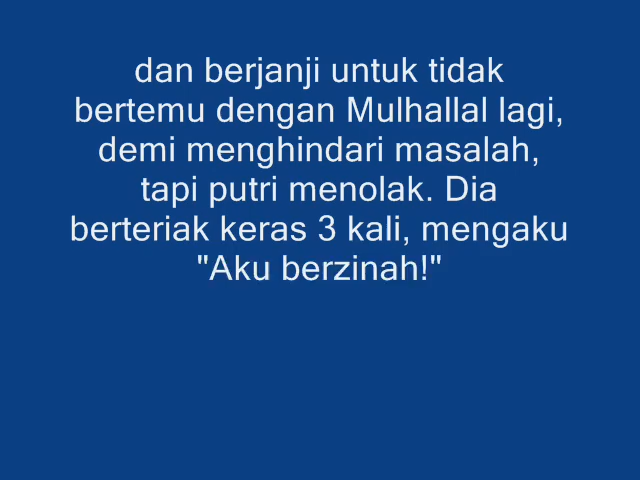 dan berjanji untuk tidak
bertemu dengan Mulhallal lagi,
demi menghindari masalah,
tapi putri menolak. Dia
berteriak keras 3 kali, mengaku
"Aku berzinah!"